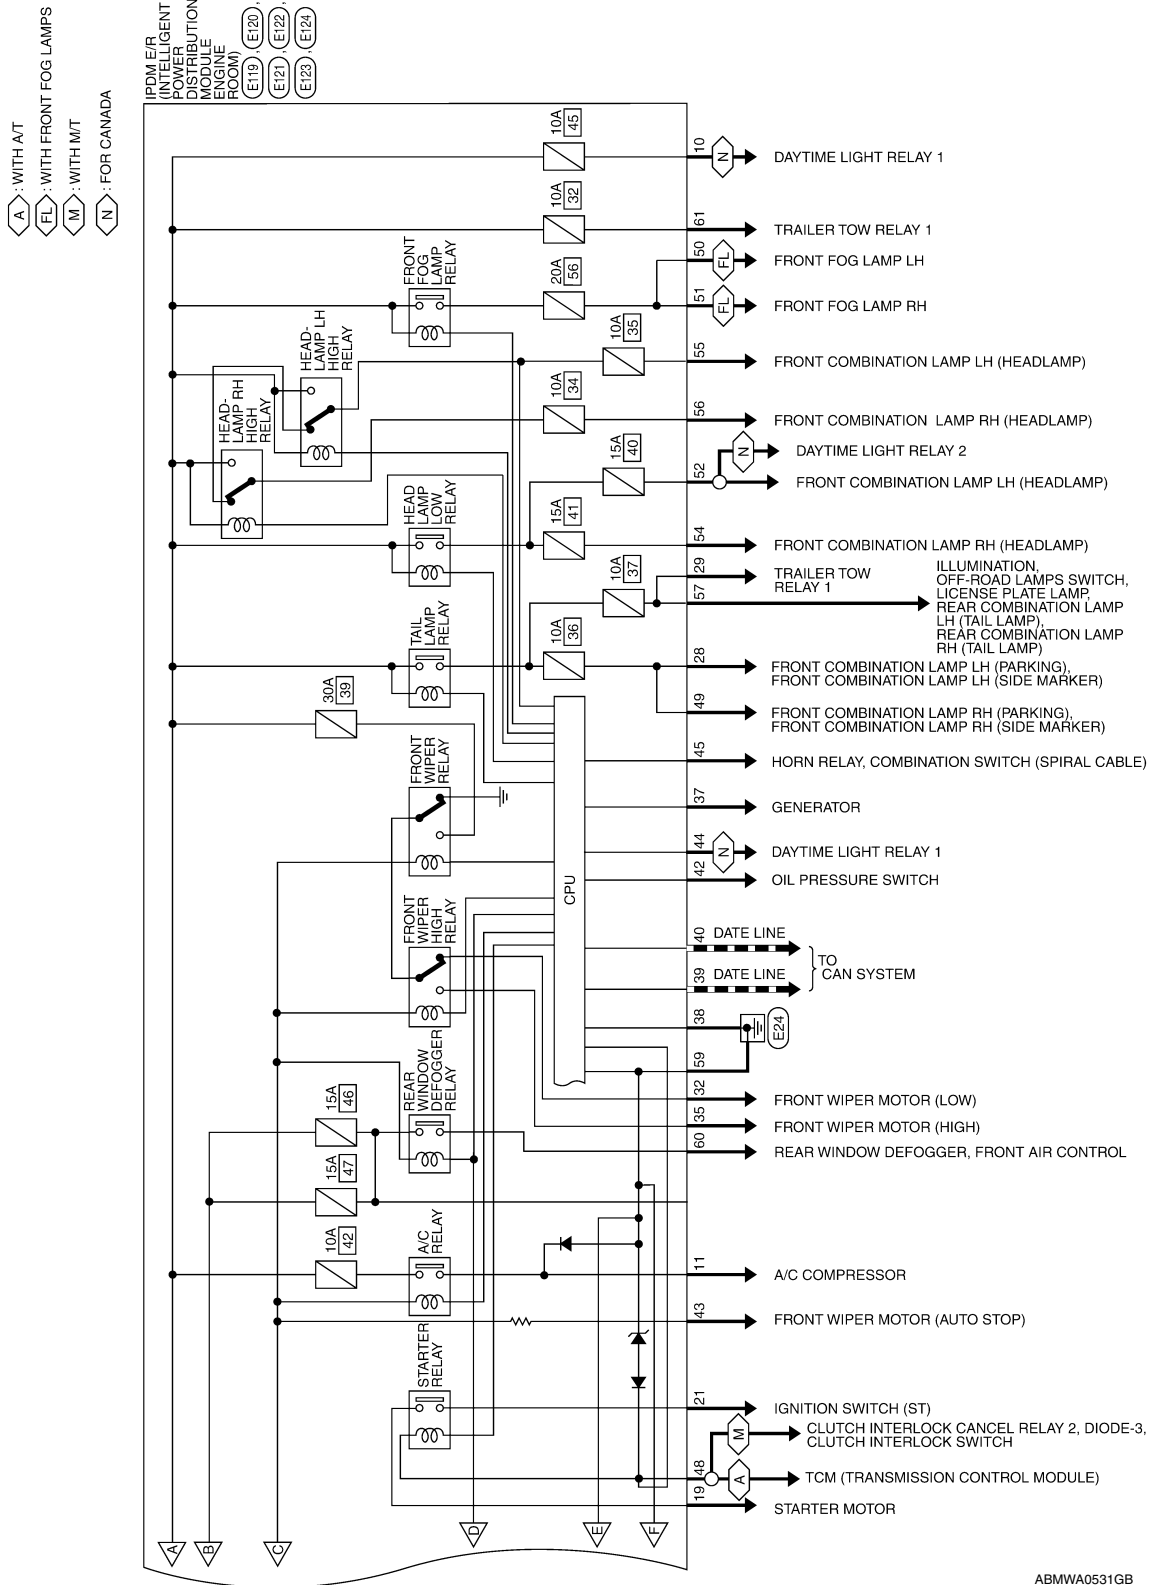 A : WITH A/T
FL : WITH FRONT FOG LAMPS
M : WITH M/T
N : FOR CANADA
IPDM E/R
(INTELLIGENT
POWER
DISTRIBUTION
MODULE
ENGINE
ROOM)
E119 , E120 ,
E121 , E122 ,
E123 , E124
10A
45
10
N
DAYTIME LIGHT RELAY 1
10A
32
61
TRAILER TOW RELAY 1
50
FL
FRONT FOG LAMP LH
FRONT
FOG
LAMP
RELAY
20A
56
51
FL
FRONT FOG LAMP RH
HEAD-
LAMP LH
HIGH
RELAY
10A
35
55
FRONT COMBINATION LAMP LH (HEADLAMP)
HEAD-
LAMP RH
HIGH
RELAY
10A
34
56
FRONT COMBINATION LAMP RH (HEADLAMP)
N
DAYTIME LIGHT RELAY 2
15A
40
52
FRONT COMBINATION LAMP LH (HEADLAMP)
HEAD
LAMP
LOW
RELAY
15A
41
54
FRONT COMBINATION LAMP RH (HEADLAMP)
29
TRAILER TOW
RELAY 1
10A
37
57
ILLUMINATION,
OFF-ROAD LAMPS SWITCH,
LICENSE PLATE LAMP,
REAR COMBINATION LAMP
LH (TAIL LAMP),
REAR COMBINATION LAMP
RH (TAIL LAMP)
TAIL
LAMP
RELAY
10A
36
28
FRONT COMBINATION LAMP LH (PARKING),
FRONT COMBINATION LAMP LH (SIDE MARKER)
30A
39
49
FRONT COMBINATION LAMP RH (PARKING),
FRONT COMBINATION LAMP RH (SIDE MARKER)
FRONT
WIPER
RELAY
45
HORN RELAY, COMBINATION SWITCH (SPIRAL CABLE)
37
GENERATOR
44
N
DAYTIME LIGHT RELAY 1
42
OIL PRESSURE SWITCH
CPU
FRONT
WIPER
HIGH
RELAY
40
DATE LINE
39
DATE LINE
TO
CAN SYSTEM
38
E24
59
REAR
WINDOW
DEFOGGER
RELAY
32
FRONT WIPER MOTOR (LOW)
35
FRONT WIPER MOTOR (HIGH)
15A
46
60
REAR WINDOW DEFOGGER, FRONT AIR CONTROL
15A
47
10A
42
A/C
RELAY
11
A/C COMPRESSOR
43
FRONT WIPER MOTOR (AUTO STOP)
STARTER
RELAY
21
IGNITION SWITCH (ST)
M
CLUTCH INTERLOCK CANCEL RELAY 2, DIODE-3,
CLUTCH INTERLOCK SWITCH
48
A
TCM (TRANSMISSION CONTROL MODULE)
19
STARTER MOTOR
A
B
C
D
E
F
ABMWA0531GB